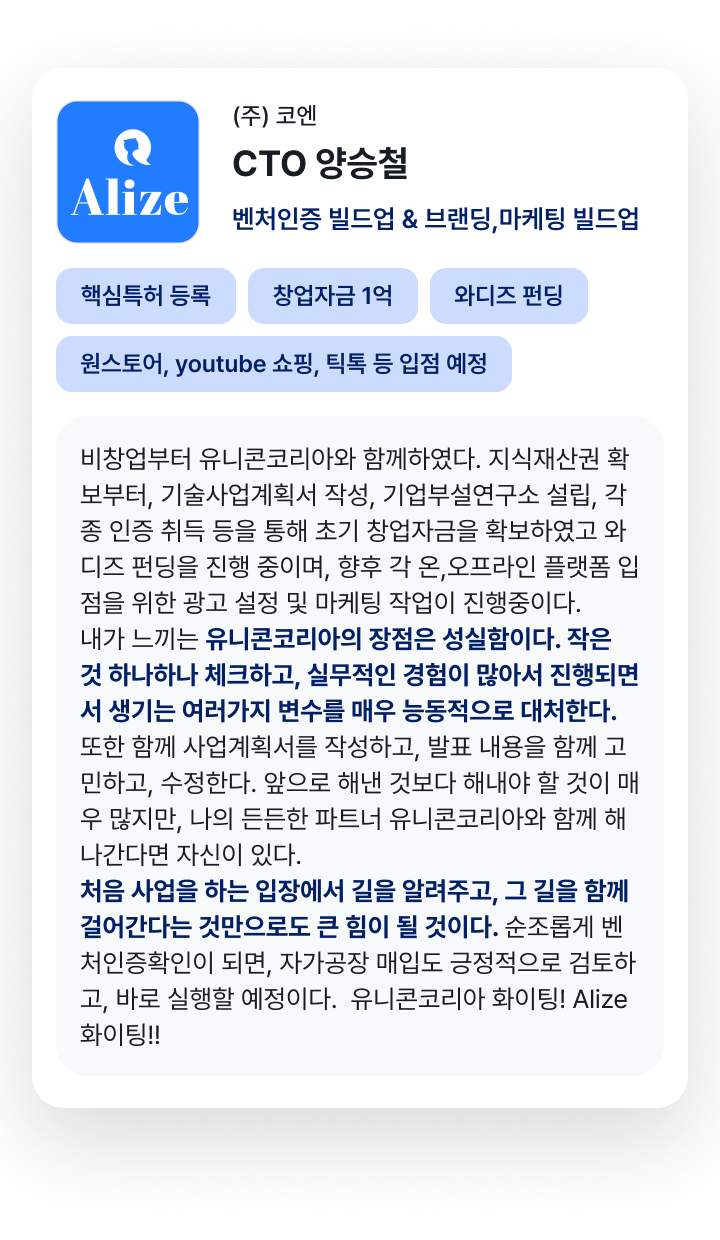 Alize
(주) 코엔
CTO 양승철
벤처인증 빌드업 & 브랜딩,마케팅 빌드업
핵심특허 등록
창업자금 1억
와디즈 펀딩
원스토어, youtube 쇼핑, 틱톡 등 입점 예정
비창업부터 유니콘코리아와 함께하였다. 지식재산권 확
보부터, 기술사업계획서 작성, 기업부설연구소 설립, 각
종 인증 취득 등을 통해 초기 창업자금을 확보하였고 와
디즈 펀딩을 진행 중이며, 향후 각 온,오프라인 플랫폼 입
점을 위한 광고 설정 및 마케팅 작업이 진행중이다.
내가 느끼는 유니콘코리아의 장점은 성실함이다. 작은
것 하나하나 체크하고, 실무적인 경험이 많아서 진행되면
서 생기는 여러가지 변수를 매우 능동적으로 대처한다.
또한 함께 사업계획서를 작성하고, 발표 내용을 함께 고
민하고, 수정한다. 앞으로 해낸 것보다 해내야 할 것이 매
우 많지만, 나의 든든한 파트너 유니콘코리아와 함께 해
나간다면 자신이 있다.
처음 사업을 하는 입장에서 길을 알려주고, 그 길을 함께
걸어간다는 것만으로도 큰 힘이 될 것이다. 순조롭게 벤
처인증확인이 되면, 자가공장 매입도 긍정적으로 검토하
고, 바로 실행할 예정이다.  유니콘코리아 화이팅! Alize
화이팅!!